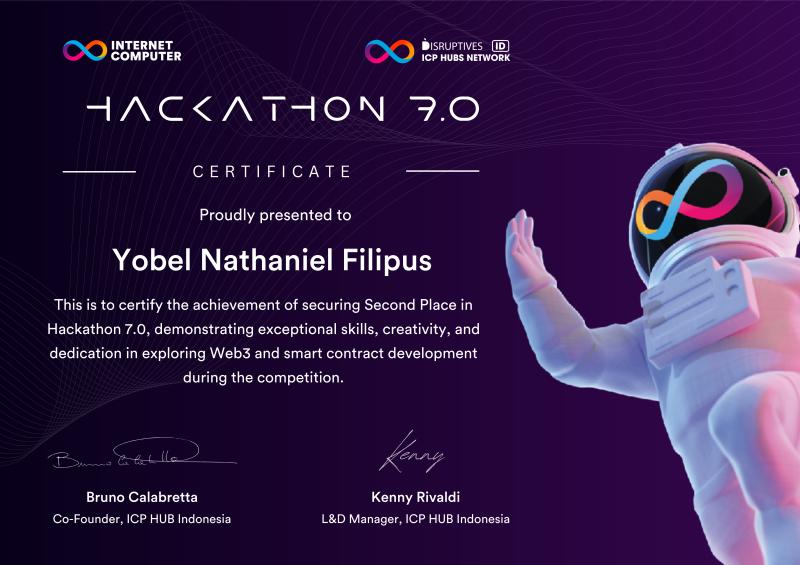 INTERNET
COMPUTER
DISRUPTIVES ID
ICP HUBS NETWORK
HACKATHON 7.0
CERTIFICATE
Proudly presented to
Yobel Nathaniel Filipus
This is to certify the achievement of securing Second Place in
Hackathon 7.0, demonstrating exceptional skills, creativity, and
dedication in exploring Web3 and smart contract development
during the competition.
Kenny
Bruno Calabretta
Kenny Rivaldi
Co-Founder, ICP HUB Indonesia
L&D Manager, ICP HUB Indonesia